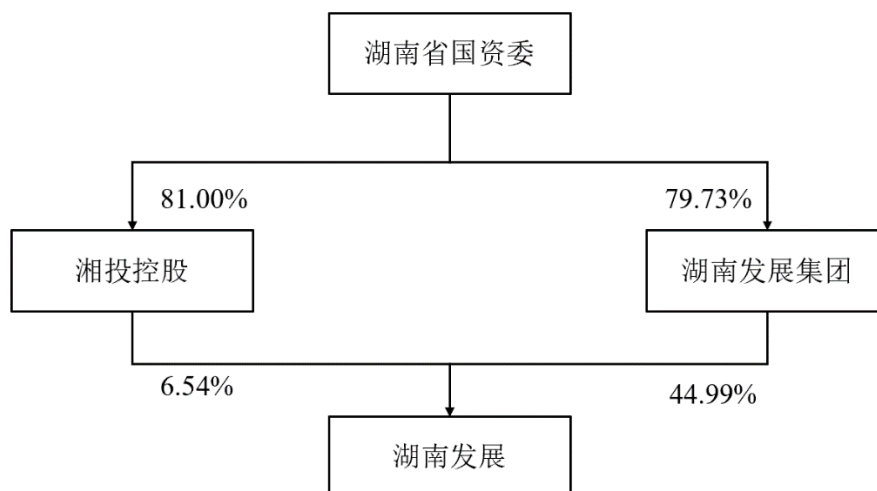 湖南省国资委
81.00%
79.73%
湘投控股
湖南发展集团
6.54%
44.99%
湖南发展